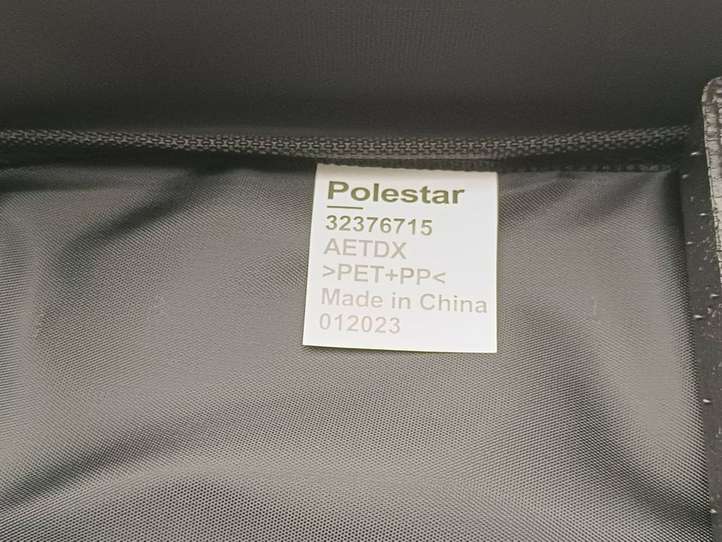 Polestar
32376715
AETDX
>PET+PP<
Made in China
012023